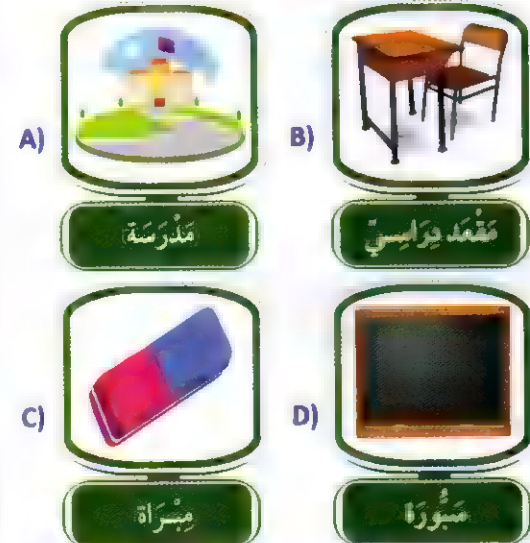 A)
مَدْرَسَة
B)
مَقْعَد دِرَاسِيّ
C)
مِبْرَاة
D)
سَبُّورَة